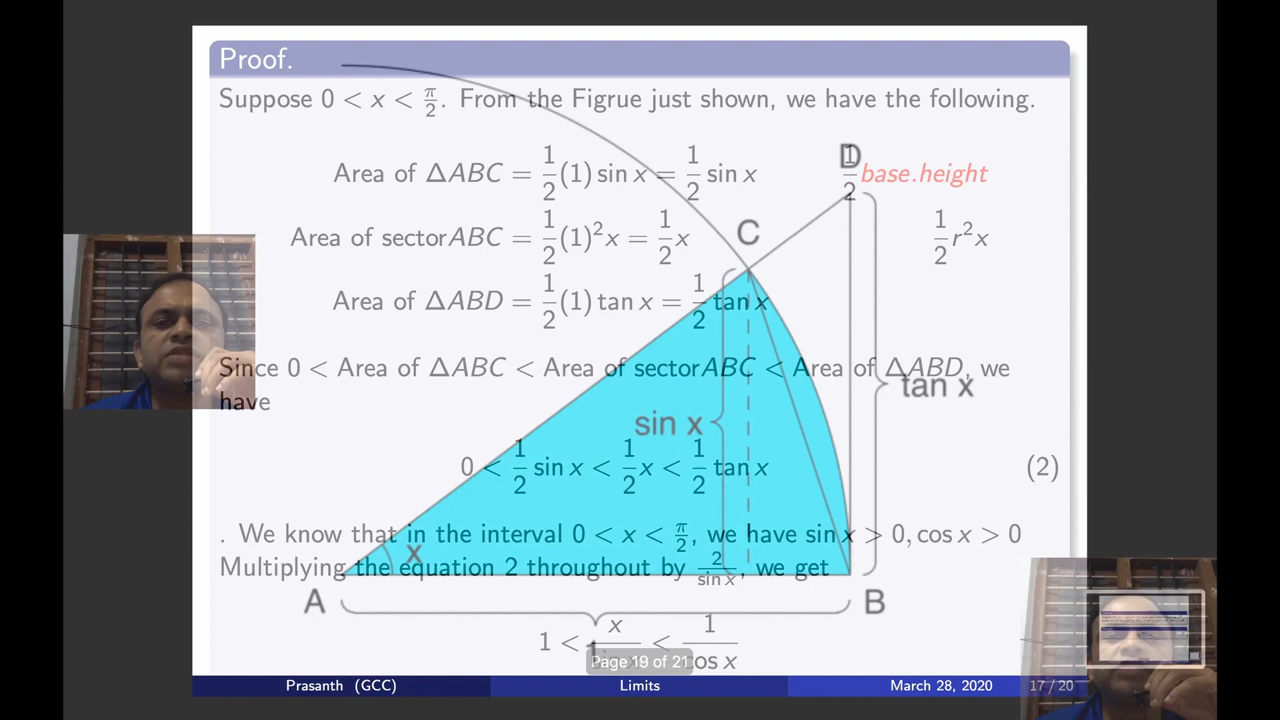 Proof.
Suppose 0 < x < π/2. From the Figrue just shown, we have the following.
Area of ΔABC = 1/2(1) sin x = 1/2 sin x
1/2 base.height
D
Area of sectorABC = 1/2(1)²x = 1/2x
1/2r²x
C
Area of ΔABD = 1/2(1) tan x = 1/2 tan x
Since 0 < Area of ΔABC < Area of sectorABC < Area of ΔABD, we
have
tan x
sin x
0 < 1/2 sin x < 1/2x < 1/2 tan x (2)
. We know that in the interval 0 < x < π/2, we have sin x > 0, cos x > 0
x
Multiplying the equation 2 throughout by 2/sin x, we get
A
B
1 < x/ < 1/cos x
Page 19 of 21
Prasanth (GCC) Limits March 28, 2020 17 / 20